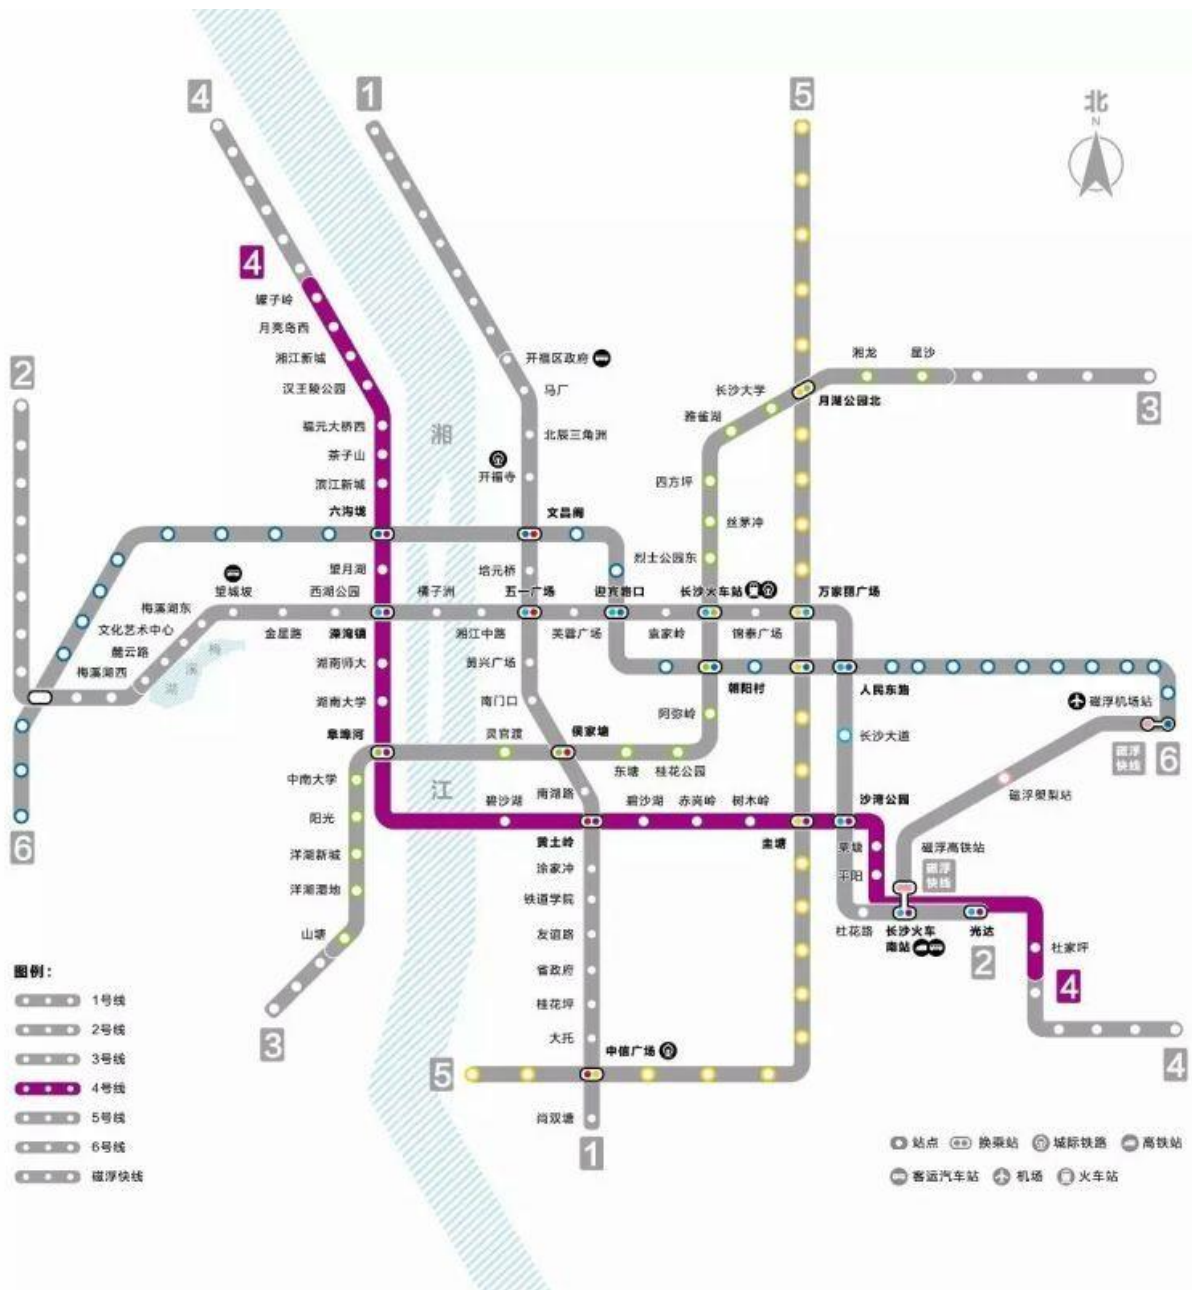 北
N
4
1
5
4
罐子岭
月亮岛西
湘江新城
汉王陵公园
福元大桥西
茶子山
滨江新城
六沟垅
2
开福区政府
马厂
北辰三角洲
开福寺
文昌阁
湘
湘龙
星沙
长沙大学
月湖公园北
雅雀湖
3
四方坪
丝茅冲
烈士公园东
望月湖
培元桥
望城坡
西湖公园
橘子洲
五一广场
迎宾路口
长沙火车站
万家丽广场
梅溪湖东
文化艺术中心
麓云路
梅溪湖西
金星路
溁湾镇
湘江中路
芙蓉广场
袁家岭
锦泰广场
梅
溪
湖
湖南师大
黄兴广场
湖南大学
南门口
朝阳村
人民东路
阿弥岭
磁浮机场站
长沙大道
磁浮
快线
6
阜埠河
灵官渡
侯家塘
东塘
桂花公园
江
中南大学
阳光
洋湖新城
洋湖湿地
山塘
3
6
南湖路
碧沙湖
碧沙湖
赤岗岭
树木岭
沙湾公园
磁浮㮾梨站
黄土岭
圭塘
涂家冲
铁道学院
友谊路
省政府
桂花坪
大托
中信广场
尚双塘
5
1
平阳
磁浮高铁站
磁浮
快线
杜花路
长沙火车
南站
光达
2
杜家坪
4
4
图例：
1号线
2号线
3号线
4号线
5号线
6号线
磁浮快线
站点
换乘站
城际铁路
高铁站
客运汽车站
机场
火车站